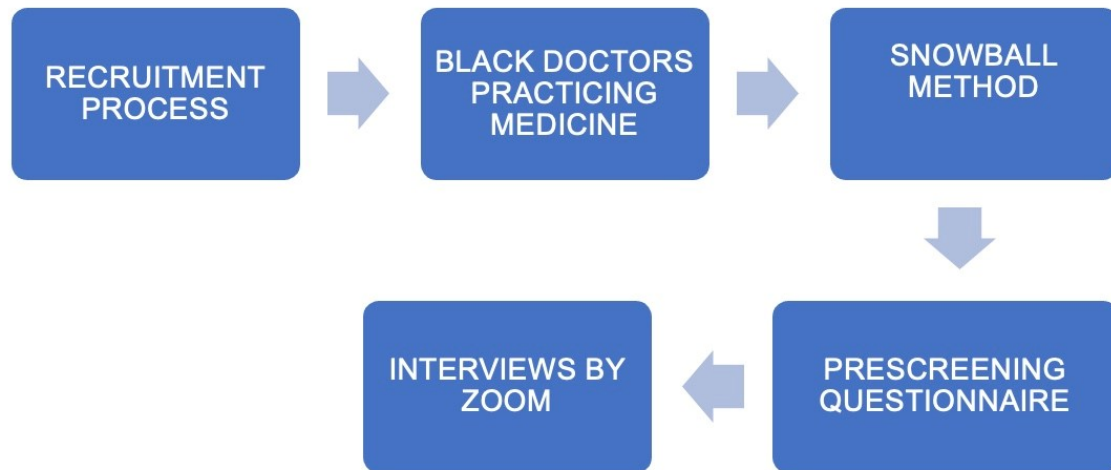 RECRUITMENT
PROCESS
BLACK DOCTORS
PRACTICING
MEDICINE
SNOWBALL
METHOD
PRESCREENING
QUESTIONNAIRE
INTERVIEWS BY
ZOOM